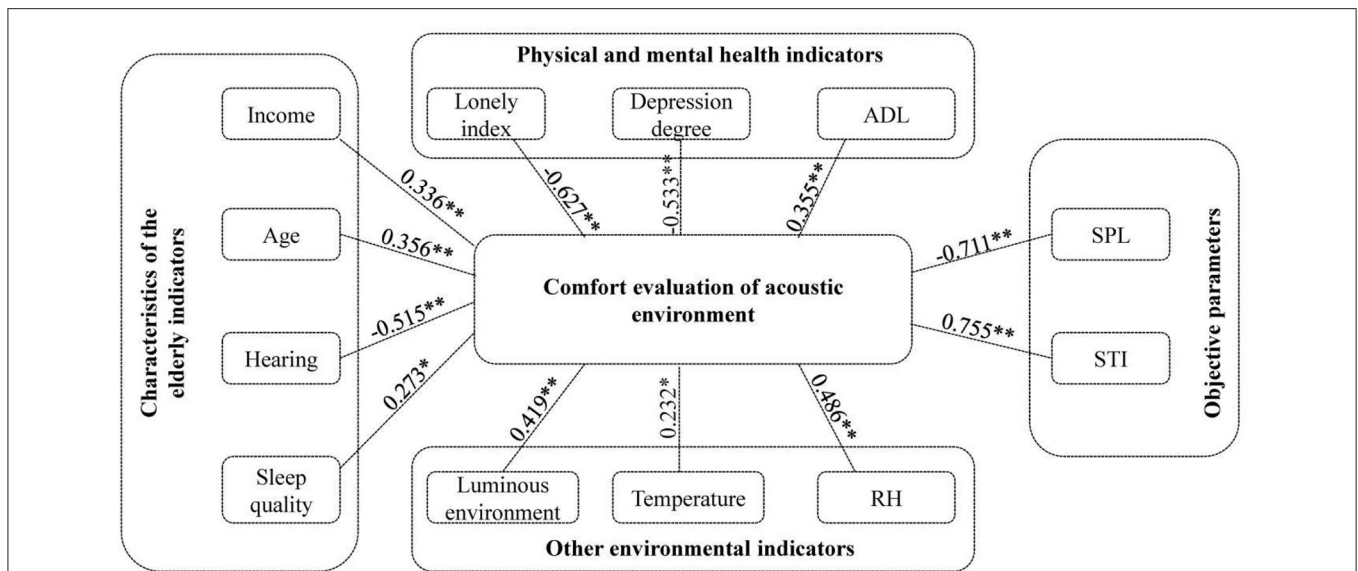 Physical and mental health indicators
Lonely
index
Depression
degree
ADL
-0.627**
-0.533**
0.355**
Characteristics of the
elderly indicators
Income
Age
Hearing
Sleep
quality
0.336**
0.356**
-0.515**
0.273*
Comfort evaluation of acoustic
environment
-0.711**
0.755**
SPL
STI
Objective parameters
0.419**
0.232*
0.486**
Luminous
environment
Temperature
RH
Other environmental indicators